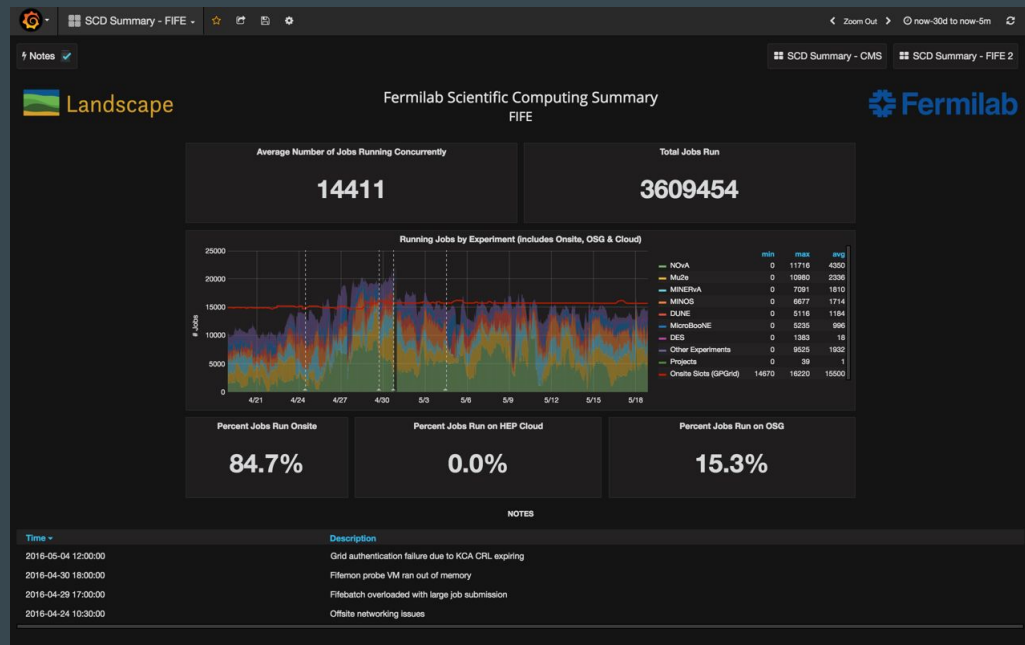 SCD Summary - FIFE
Zoom Out now-30d to now-5m
Notes
SCD Summary - CMS SCD Summary - FIFE 2
Landscape
Fermilab Scientific Computing Summary
FIFE
Fermilab
Average Number of Jobs Running Concurrently
14411
Total Jobs Run
3609454
Running Jobs by Experiment (includes Onsite, OSG & Cloud)
# Jobs
25000
20000
15000
10000
5000
0
4/21 4/24 4/27 4/30 5/3 5/6 5/9 5/12 5/15 5/18
min max avg
NOvA 0 11716 4350
Mu2e 0 10980 2336
MINERvA 0 7091 1810
MINOS 0 6677 1714
DUNE 0 5116 1184
MicroBooNE 0 5235 996
DES 0 1383 18
Other Experiments 0 9525 1932
Projects 0 39 1
Onsite Slots (GPGrid) 14670 16220 15500
Percent Jobs Run Onsite
84.7%
Percent Jobs Run on HEP Cloud
0.0%
Percent Jobs Run on OSG
15.3%
NOTES
Time Description
2016-05-04 12:00:00 Grid authentication failure due to KCA CRL expiring
2016-04-30 18:00:00 Fifemon probe VM ran out of memory
2016-04-29 17:00:00 Fifebatch overloaded with large job submission
2016-04-24 10:30:00 Offsite networking issues